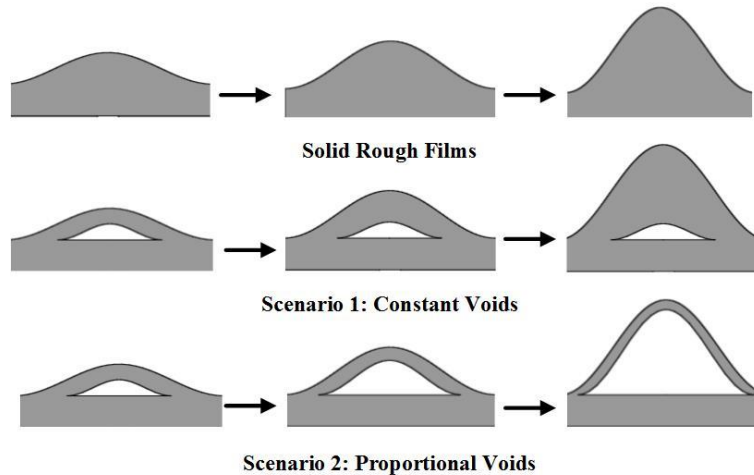 Solid Rough Films
Scenario 1: Constant Voids
Scenario 2: Proportional Voids